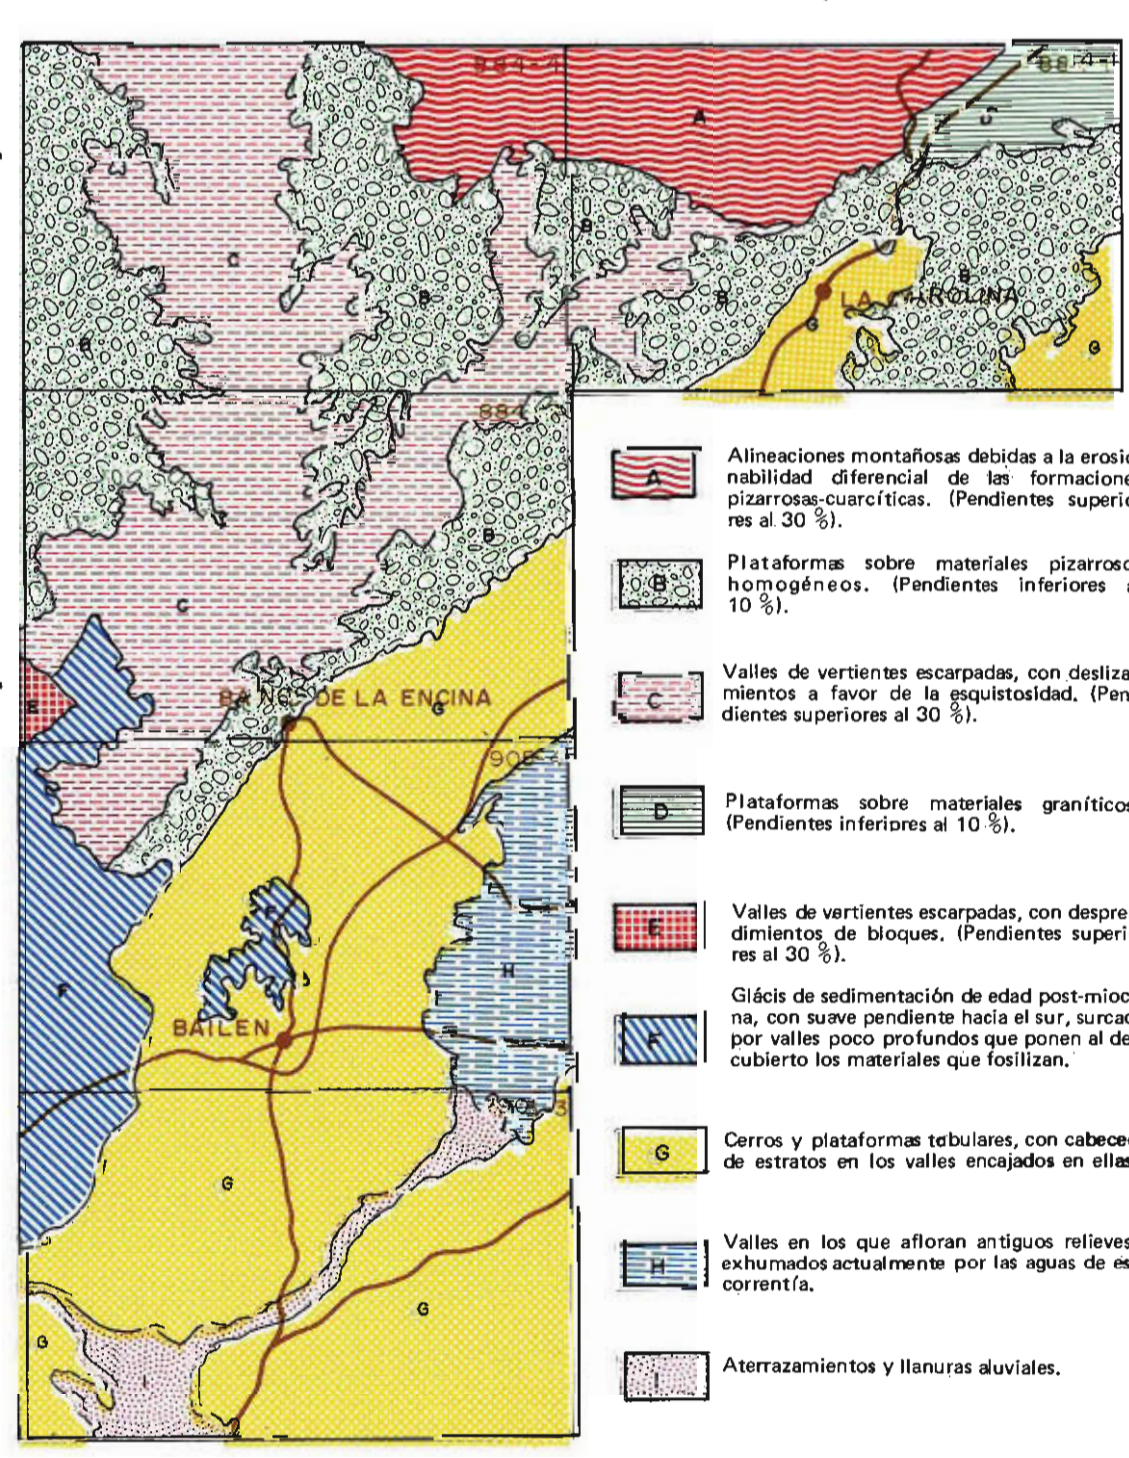 884-4
A
C
B
B
B
B
B
LA CAROLINA
G
G
B
884
B
C
E
BAÑOS DE LA ENCINA
G
905-4
F
F
H
BAILEN
3
G
I
G
G
I
A
Alineaciones montañosas debidas a la erosio
nabilidad diferencial de las formacione
pizarrosas-cuarcíticas. (Pendientes superio
res al 30 %).
B
Plataformas sobre materiales pizarroso
homogéneos. (Pendientes inferiores a
10 %).
C
Valles de vertientes escarpadas, con desliza
mientos a favor de la esquistosidad. (Pen
dientes superiores al 30 %).
D
Plataformas sobre materiales graníticos
(Pendientes inferiores al 10 %).
E
Valles de vertientes escarpadas, con despre
dimientos de bloques. (Pendientes superi
res al 30 %).
F
Glácis de sedimentación de edad post-mioc
na, con suave pendiente hacia el sur, surcad
por valles poco profundos que ponen al de
cubierto los materiales que fosilizan.
G
Cerros y plataformas tabulares, con cabece
de estratos en los valles encajados en ellas
H
Valles en los que afloran antiguos relieves
exhumados actualmente por las aguas de es
correntía.
I
Aterrazamientos y llanuras aluviales.